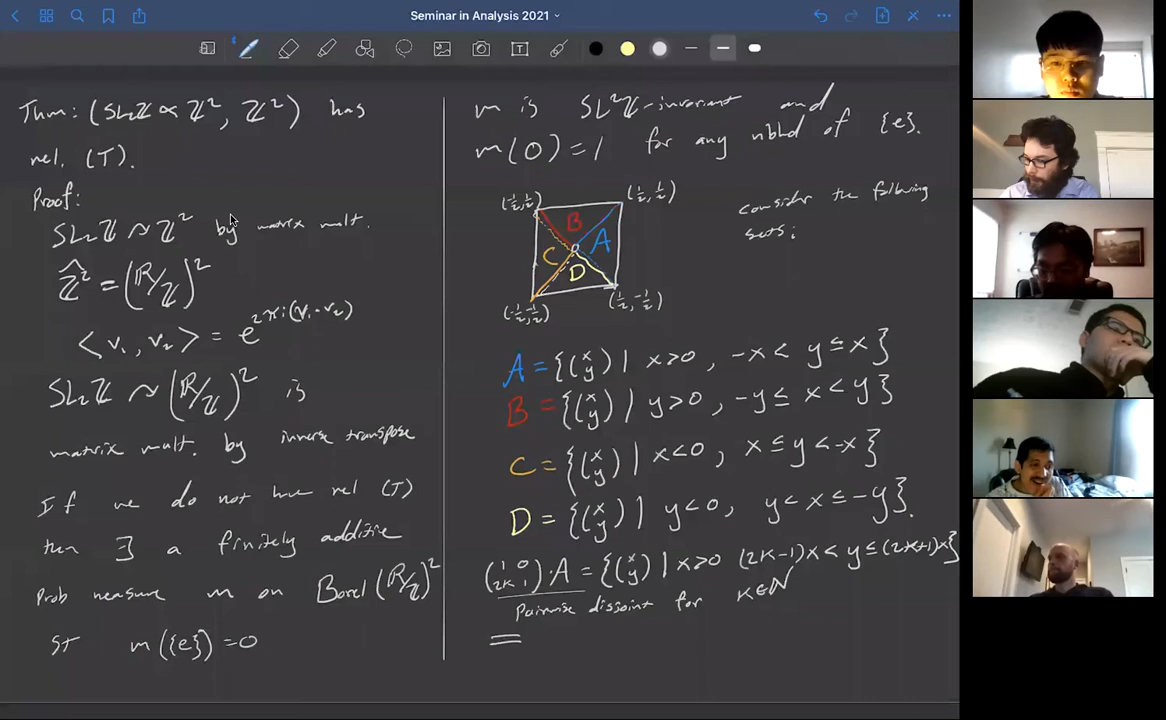 Seminar in Analysis 2021
Thm: (SL₂ℤ ∝ ℤ², ℤ²) has
rel. (T).
Proof:
SL₂ℤ ↷ ℤ² by matrix mult.
ℤ̂² = (ℝ/ℤ)²
<v₁, v₂> = e^{2πi(v₁·v₂)}
SL₂ℤ ↷ (ℝ/ℤ)² is
matrix mult. by inverse transpose
If we do not have rel (T)
then ∃ a finitely additive
Prob measure m on Borel(ℝ/ℤ)²
ST m({e})=0
m is SL²ℤ-invariant and
m(O)=1 for any nbhd of {e}.
Consider the following
sets:
(-½,½) (½,½)
B
C A
D
(-½,-½) (½,-½)
A={(x y) | x>0, -x< y≤x}
B={(x y) | y>0, -y≤ x<y}
C={(x y) | x<0, x≤y<-x}
D={(x y) | y<0, y<x≤-y}.
(1 0 2k 1)·A={(x y) | x>0 (2k-1)x<y≤(2k+1)x}
Pairwise disjoint for k∈ℕ